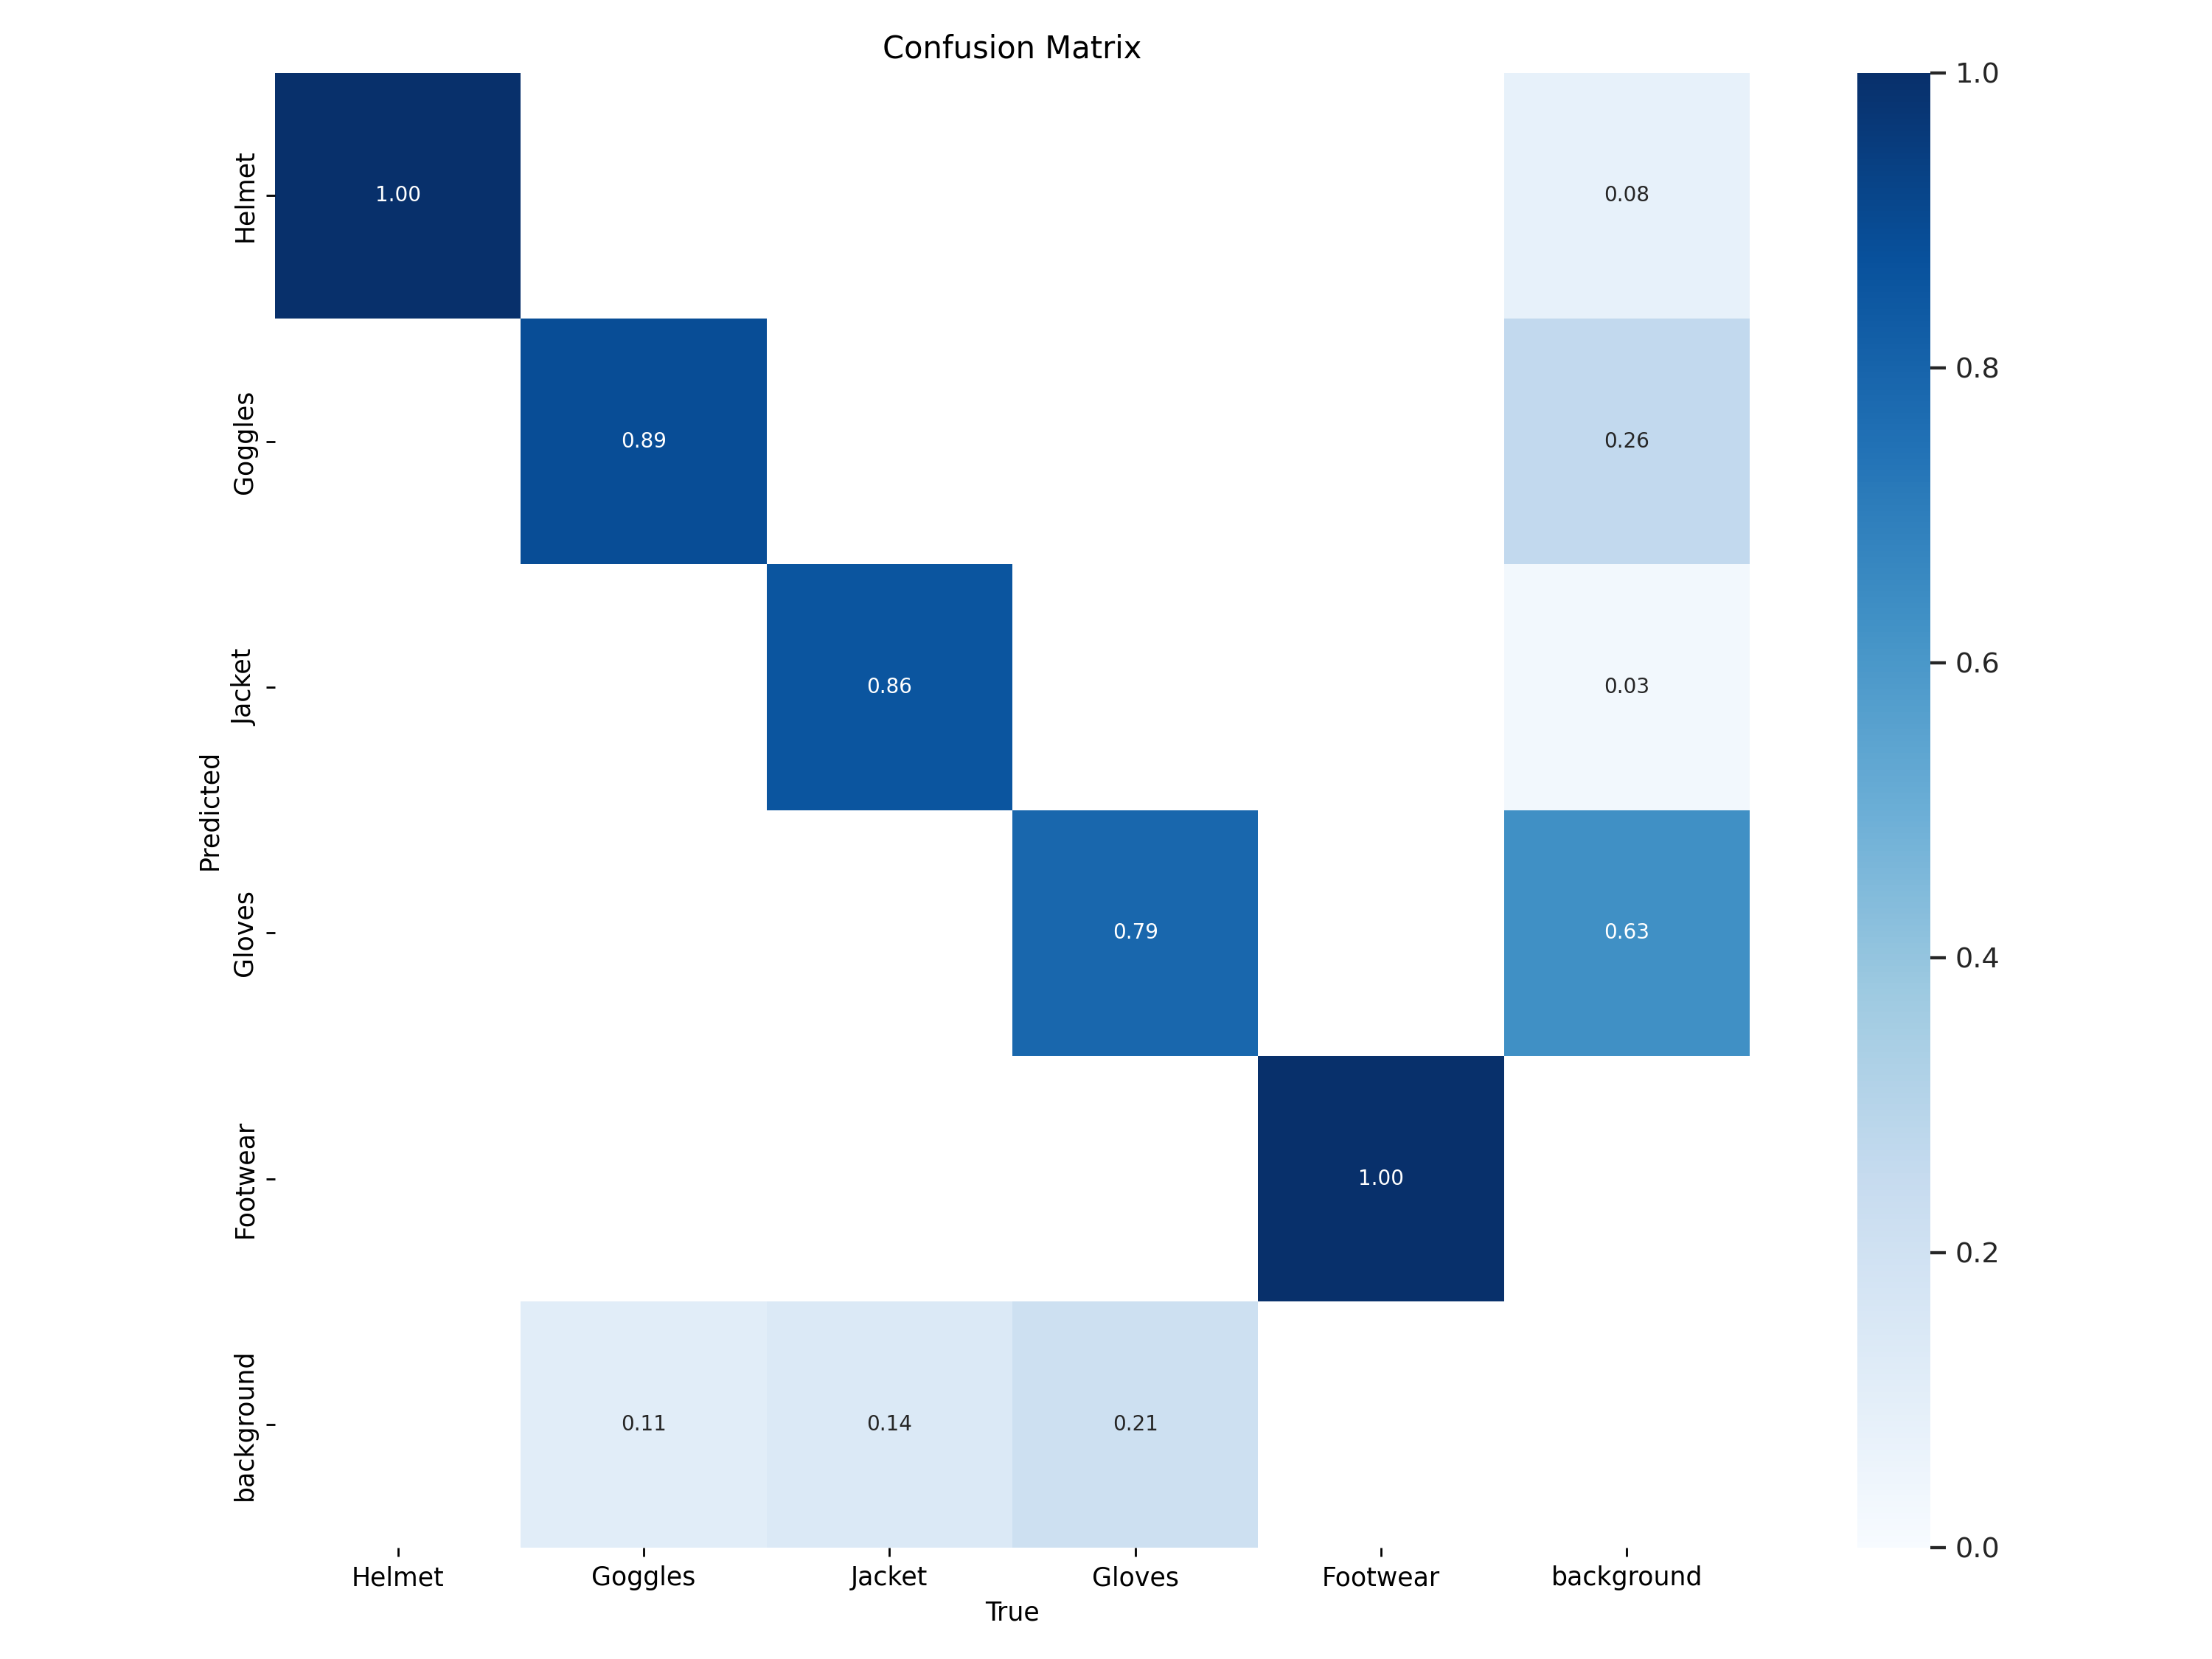 Confusion Matrix
Helmet
Goggles
Jacket
Gloves
Footwear
background
Predicted
1.00
0.08
0.89
0.26
0.86
0.03
0.79
0.63
1.00
0.11
0.14
0.21
Helmet
Goggles
Jacket
Gloves
Footwear
background
True
1.0
0.8
0.6
0.4
0.2
0.0